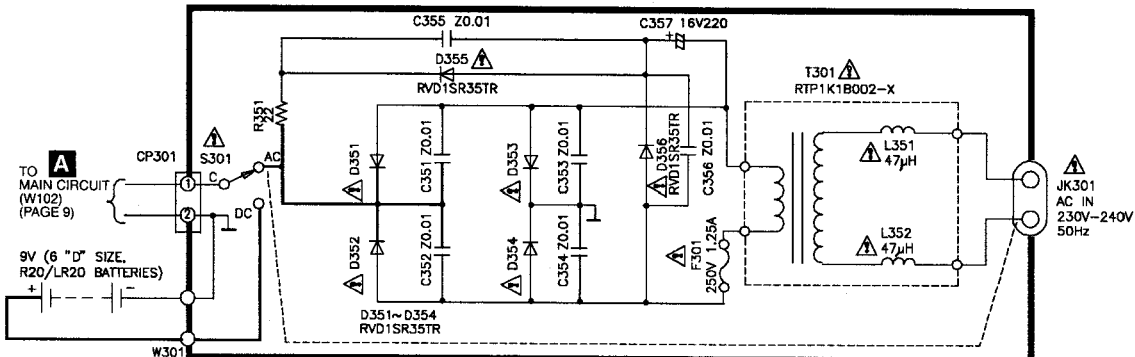 C355 Z0.01
C357 16V220
+
D355
RVD1SR35TR
T301
RTP1K1B002-X
R351
22
L351
47μH
CP301
S301
AC
C
DC
TO A
MAIN CIRCUIT
(W102)
(PAGE 9)
1
2
D351
C351 Z0.01
D353
C353 Z0.01
D356
RVD1SR35TR
C356 Z0.01
JK301
AC IN
230V-240V
50Hz
D352
C352 Z0.01
D354
C354 Z0.01
F301
250V 1.25A
L352
47μH
9V (6 "D" SIZE,
R20/LR20 BATTERIES)
+ -
D351~D354
RVD1SR35TR
W301